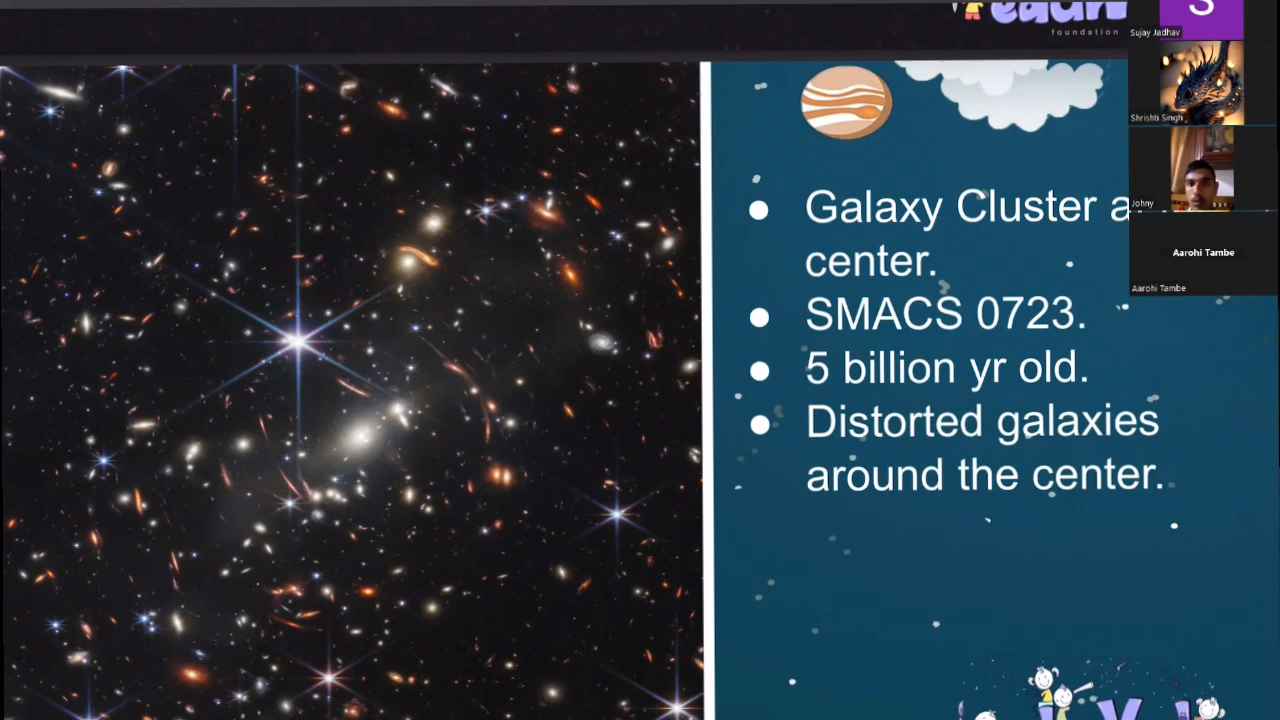 foundation
S
Sujay Jadhav
Shrishti Singh
Johny
Aarohi Tambe
Aarohi Tambe
Galaxy Cluster a
center.
SMACS 0723.
5 billion yr old.
Distorted galaxies
around the center.